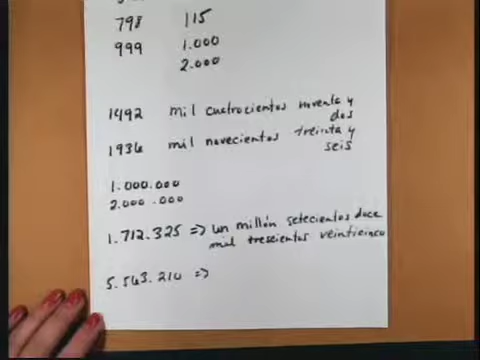 798 115
999 1.000
2.000
1492 mil cuatrocientos noventa y
dos
1936 mil novecientos treinta y
seis
1.000.000
2.000.000
1.712.325 => un millón setecientos doce
mil trescientos veinticinco
5.563.210 =>